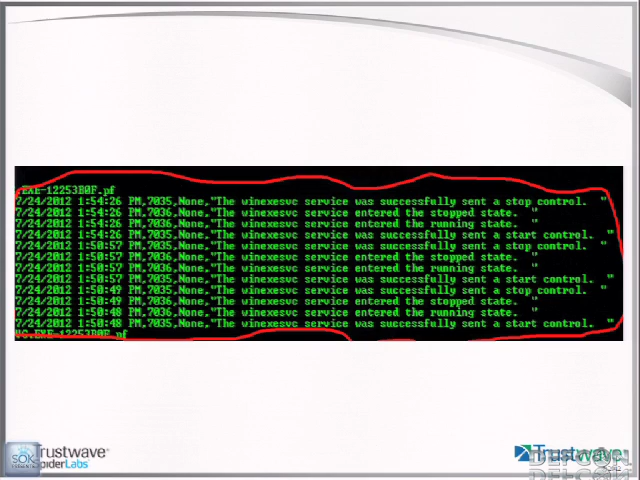 .EXE-12253B0F.pf
7/24/2012 1:54:26 PM,7035,None,"The winexesvc service was successfully sent a stop control. "
7/24/2012 1:54:26 PM,7036,None,"The winexesvc service entered the stopped state. "
7/24/2012 1:54:26 PM,7036,None,"The winexesvc service entered the running state. "
7/24/2012 1:54:26 PM,7035,None,"The winexesvc service was successfully sent a start control. "
7/24/2012 1:50:57 PM,7035,None,"The winexesvc service was successfully sent a stop control. "
7/24/2012 1:50:57 PM,7036,None,"The winexesvc service entered the stopped state. "
7/24/2012 1:50:57 PM,7036,None,"The winexesvc service entered the running state. "
7/24/2012 1:50:57 PM,7035,None,"The winexesvc service was successfully sent a start control. "
7/24/2012 1:50:49 PM,7035,None,"The winexesvc service was successfully sent a stop control. "
7/24/2012 1:50:49 PM,7036,None,"The winexesvc service entered the stopped state. "
7/24/2012 1:50:48 PM,7036,None,"The winexesvc service entered the running state. "
7/24/2012 1:50:48 PM,7035,None,"The winexesvc service was successfully sent a start control. "
.EXE-12253B0F.pf
SOK
Trustwave
SpiderLabs
Trustwave
DEFCON